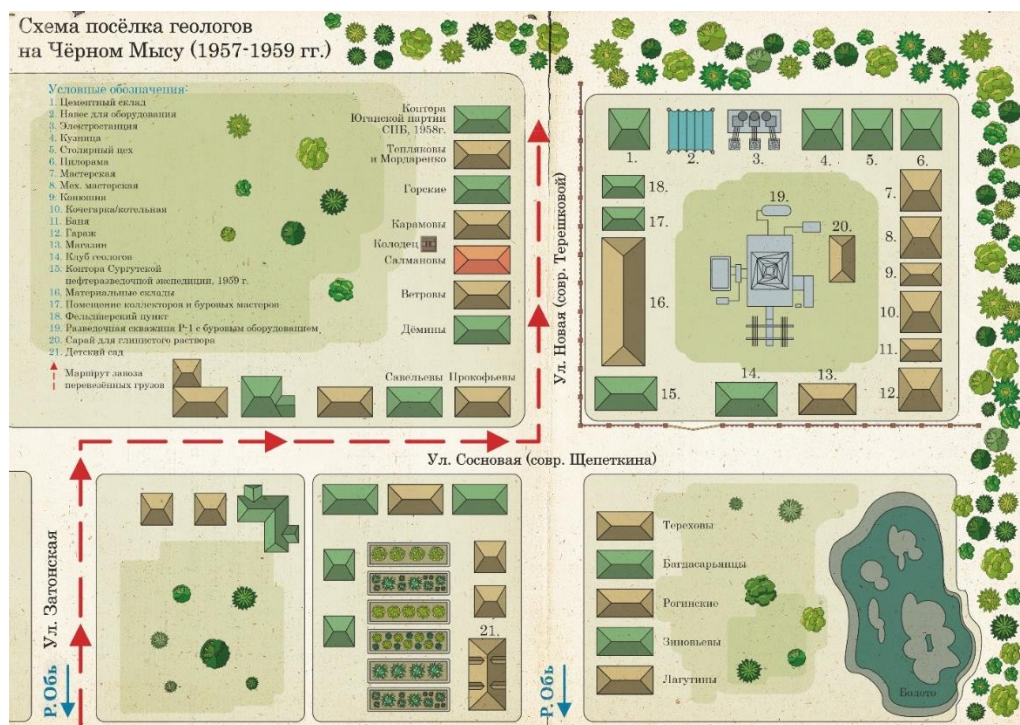 Схема посёлка геологов
на Чёрном Мысу (1957-1959 гг.)
Условные обозначения:
1. Цементный склад
2. Навес для оборудования
3. Электростанция
4. Кузница
5. Столярный цех
6. Пилорама
7. Мастерская
8. Мех. мастерская
9. Конюшни
10. Кочегарка/котельная
11. Баня
12. Гараж
13. Магазин
14. Клуб геологов
15. Контора Сургутской
нефтеразведочной экспедиции, 1959 г.
16. Материальные склады
17. Помещение коллекторов и буровых мастеров
18. Фельдшерский пункт
19. Разведочная скважина Р-1 с буровым оборудованием
20. Сарай для глинистого раствора
21. Детский сад
Маршрут завоза
перевезённых грузов
Контора
Юганской партии
СПБ, 1958г.
Тепляковы
и Мордаренко
Горские
Карамовы
Колодец
Салмановы
Ветровы
Дёмины
Савельевы
Прокофьевы
Ул. Новая (совр. Терешковой)
1.
2.
3.
4.
5.
6.
18.
17.
16.
15.
19.
20.
7.
8.
9.
10.
11.
12.
14.
13.
Ул. Сосновая (совр. Щепеткина)
Ул. Затонская
Р. Обь
21.
Р. Обь
Тереховы
Багдасарьянцы
Рогинские
Зиновьевы
Лагутины
Болото